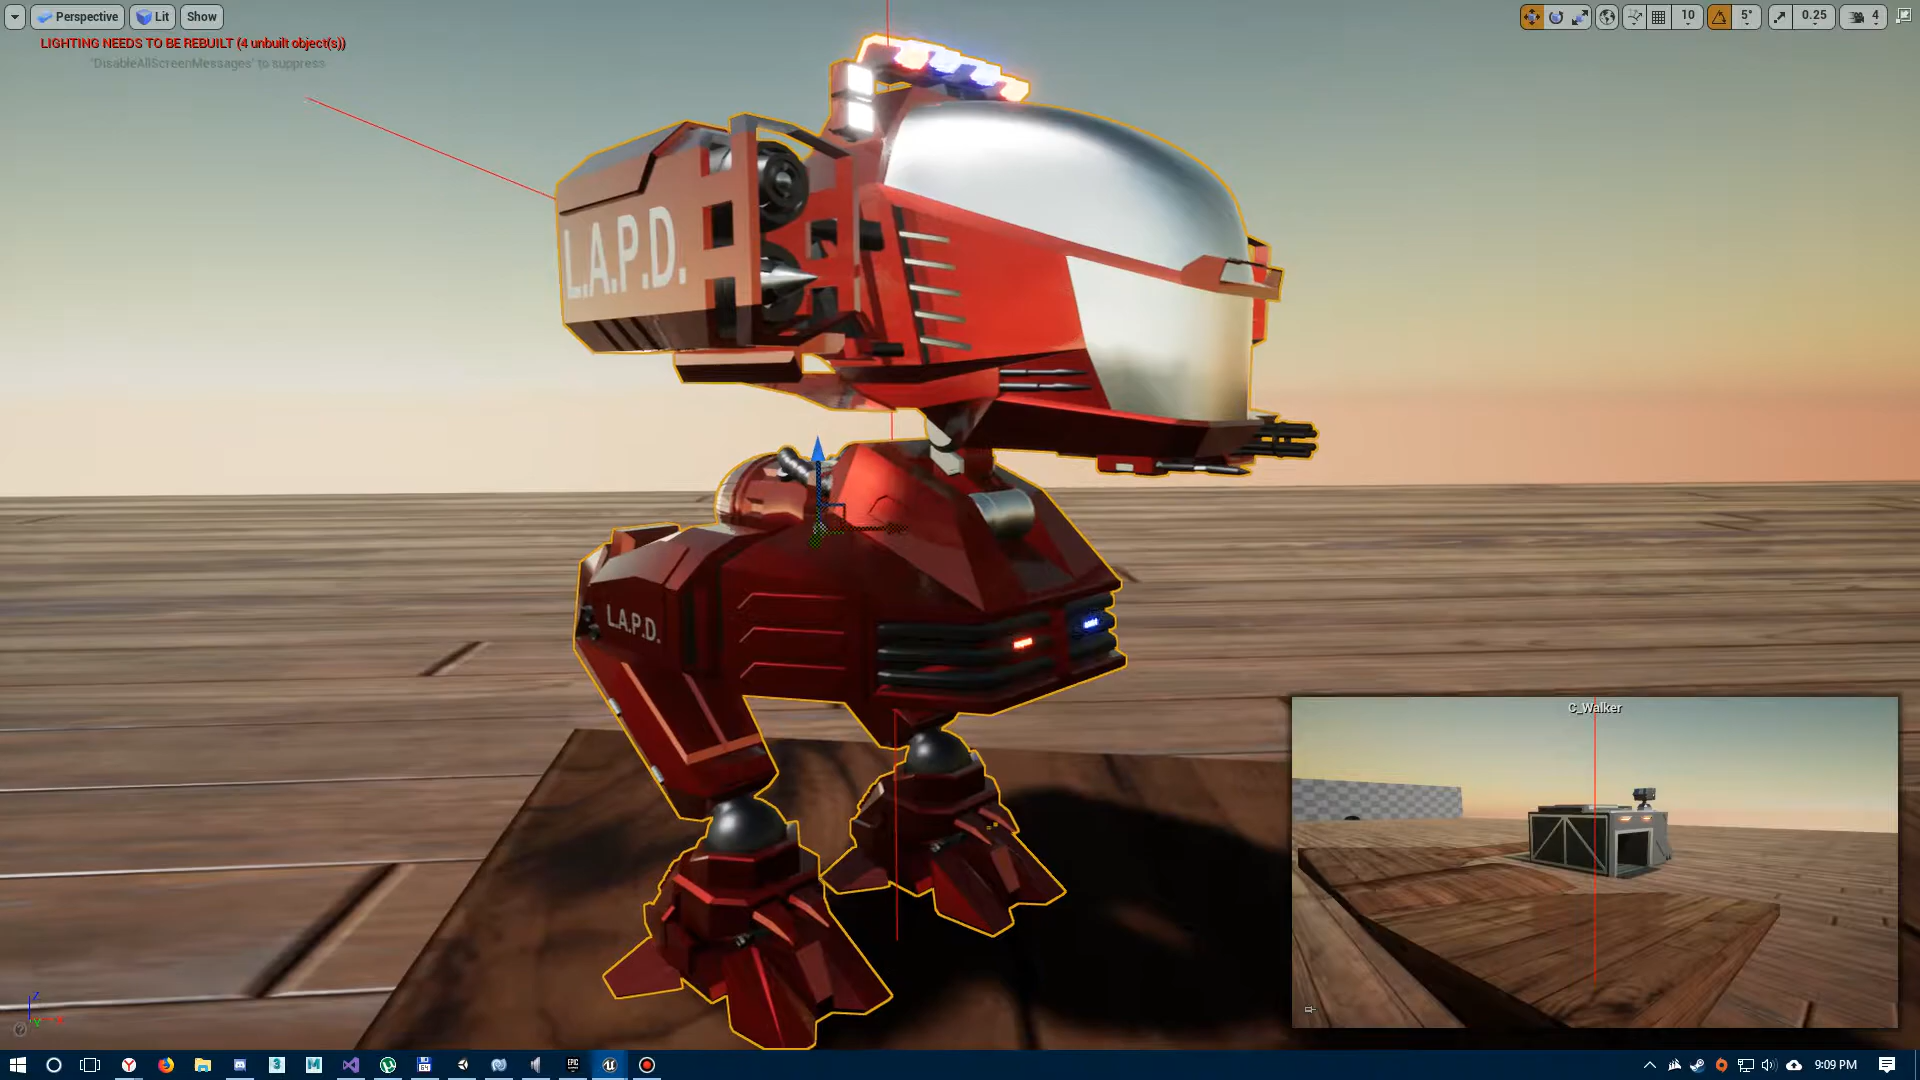 Perspective Lit Show 10 5° 0.25 4
LIGHTING NEEDS TO BE REBUILT (4 unbuilt object(s))
'DisableAllScreenMessages' to suppress
L.A.P.D.
L.A.P.D.
C_Walker
Z
Y X
9:09 PM